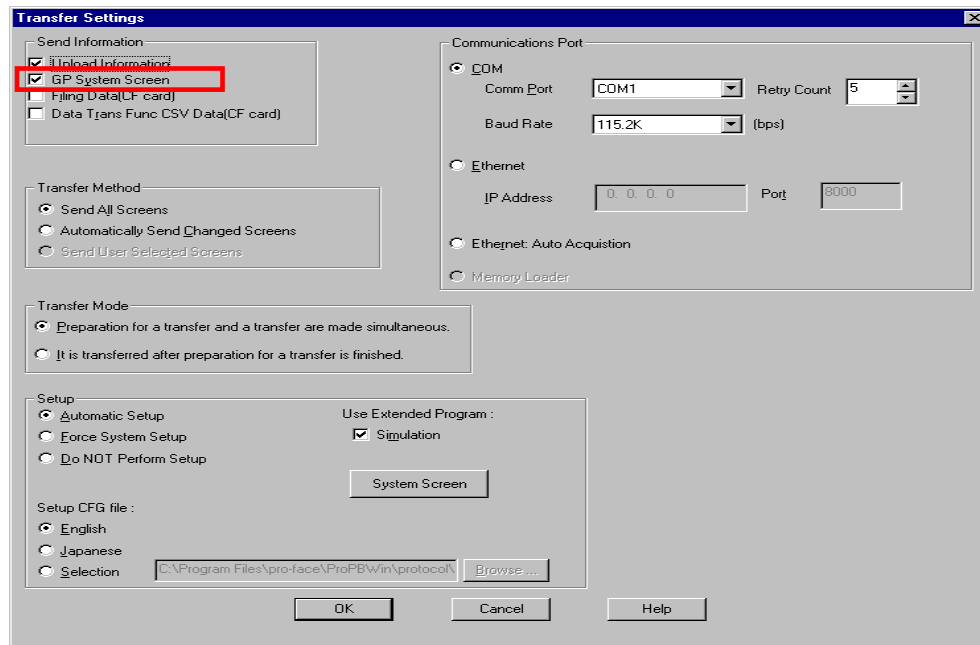 Transfer Settings
Send Information
Upload Information
GP System Screen
Filing Data(CF card)
Data Trans Func CSV Data(CF card)
Communications Port
COM
Comm Port COM1 Retry Count 5
Baud Rate 115.2K (bps)
Ethernet
IP Address 0. 0. 0. 0 Port 8000
Ethernet: Auto Acquistion
Memory Loader
Transfer Method
Send All Screens
Automatically Send Changed Screens
Send User Selected Screens
Transfer Mode
Preparation for a transfer and a transfer are made simultaneous.
It is transferred after preparation for a transfer is finished.
Setup
Automatic Setup
Force System Setup
Do NOT Perform Setup
Use Extended Program :
Simulation
System Screen
Setup CFG file :
English
Japanese
Selection C:\Program Files\pro-face\ProPBWin\protocol\ Browse ...
OK Cancel Help